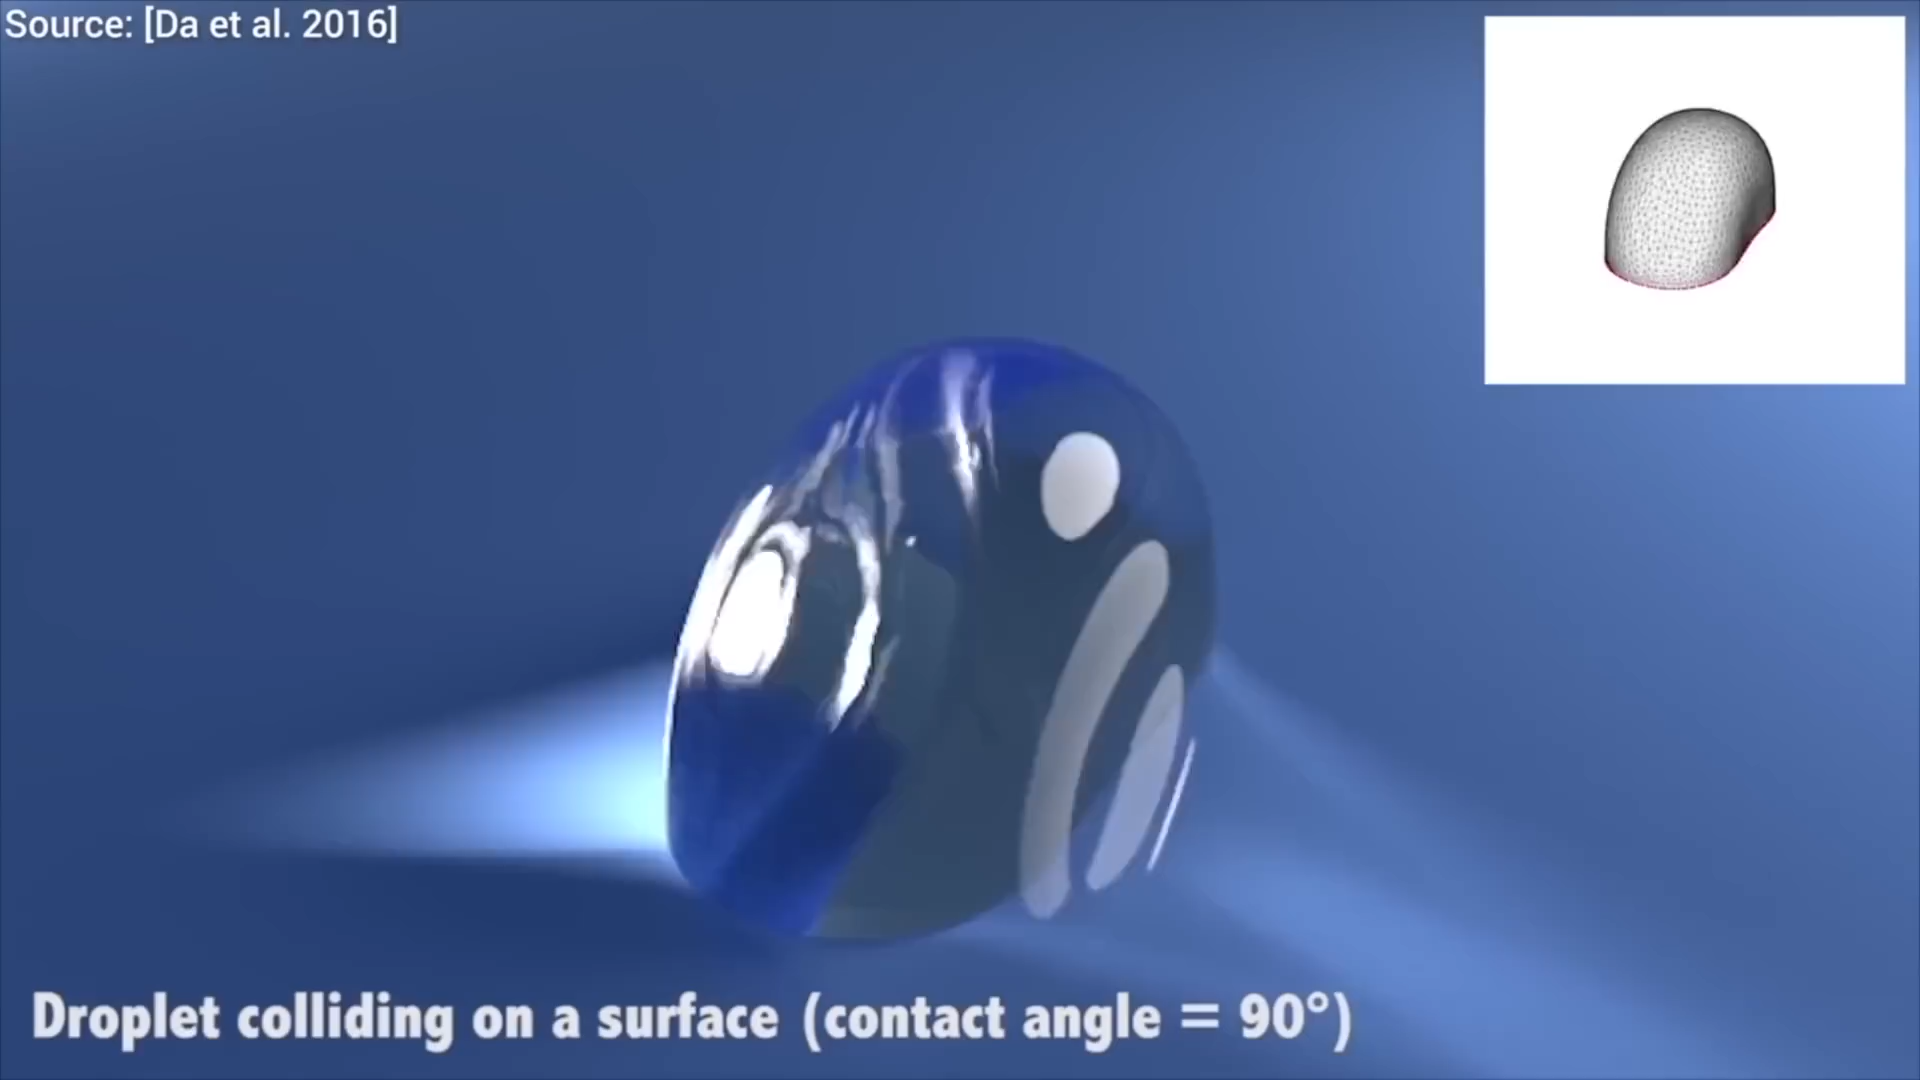 Source: [Da et al. 2016]
Droplet colliding on a surface (contact angle = 90°)